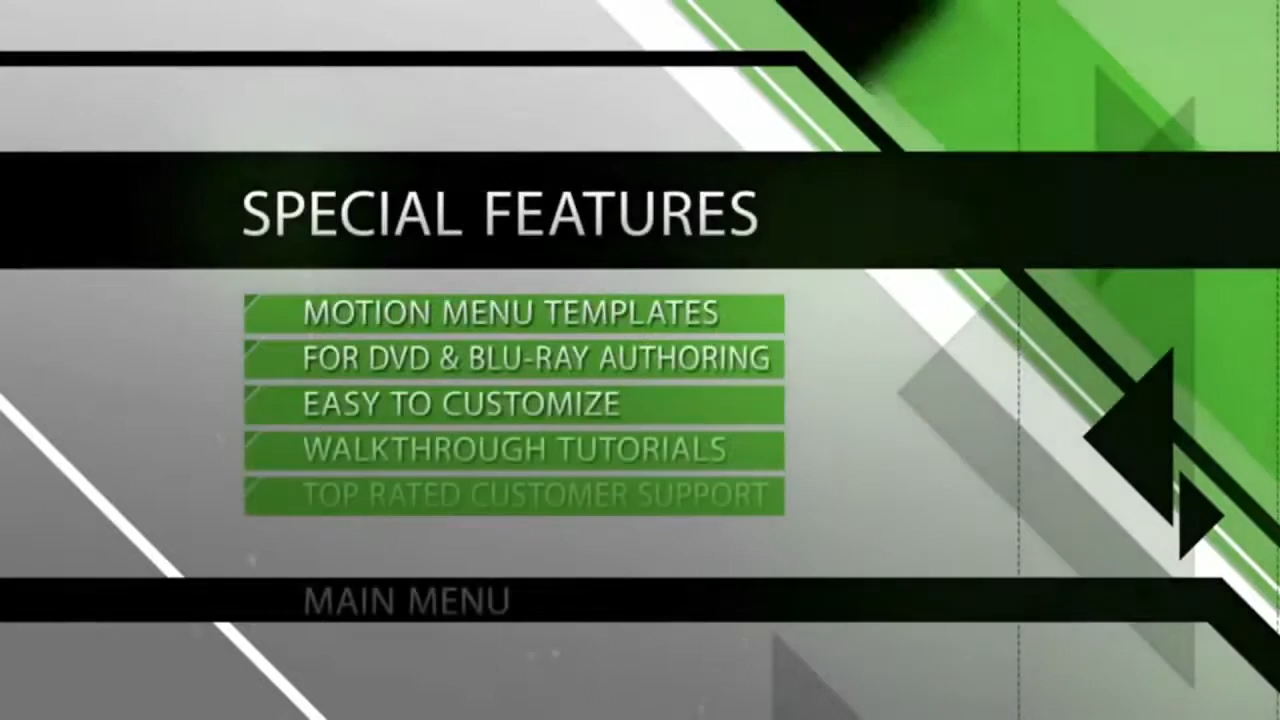 SPECIAL FEATURES
MOTION MENU TEMPLATES
FOR DVD & BLU-RAY AUTHORING
EASY TO CUSTOMIZE
WALKTHROUGH TUTORIALS
TOP RATED CUSTOMER SUPPORT
MAIN MENU